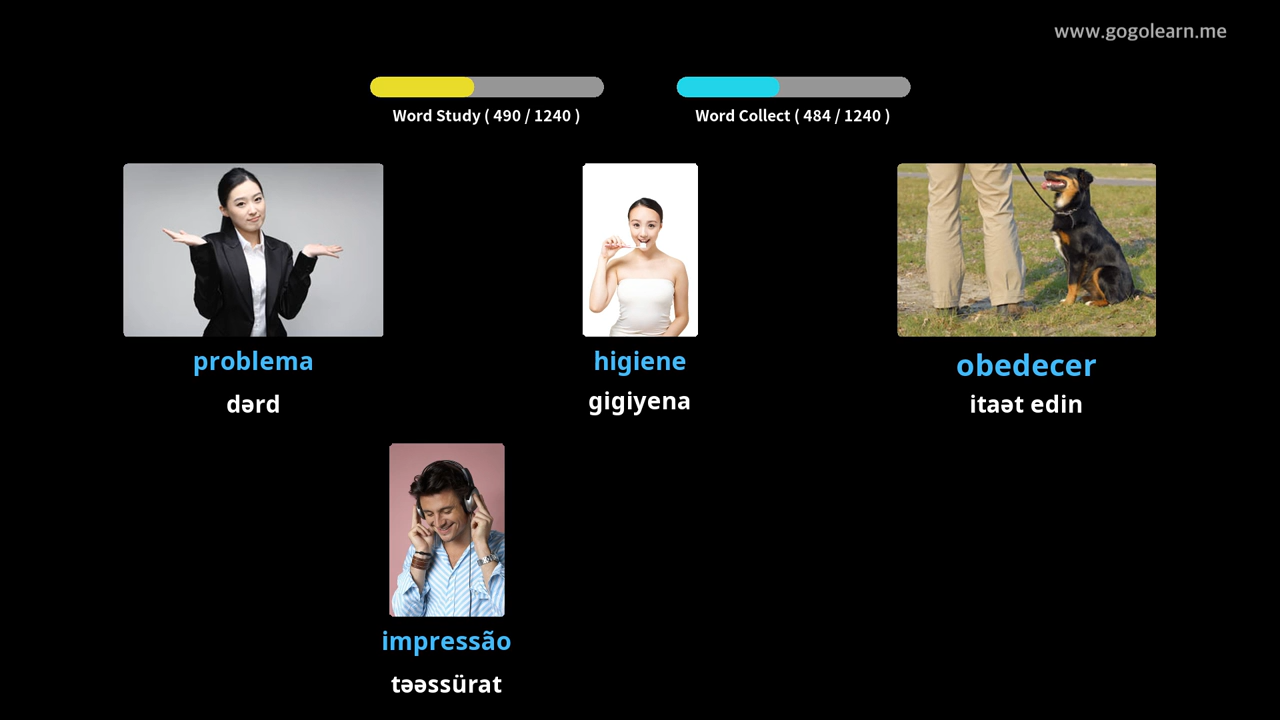 www.gogolearn.me
Word Study ( 490 / 1240 )
Word Collect ( 484 / 1240 )
problema
dərd
higiene
gigiyena
obedecer
itaət edin
impressão
təəssürat